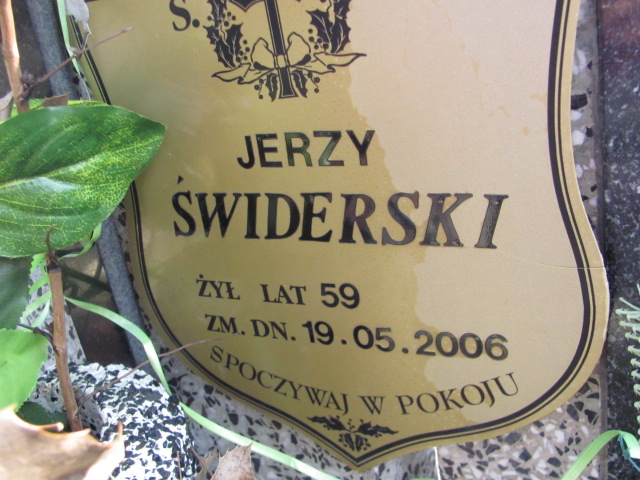 Ś.
JERZY
ŚWIDERSKI
ŻYŁ LAT 59
ZM. DN. 19.05.2006
SPOCZYWAJ W POKOJU